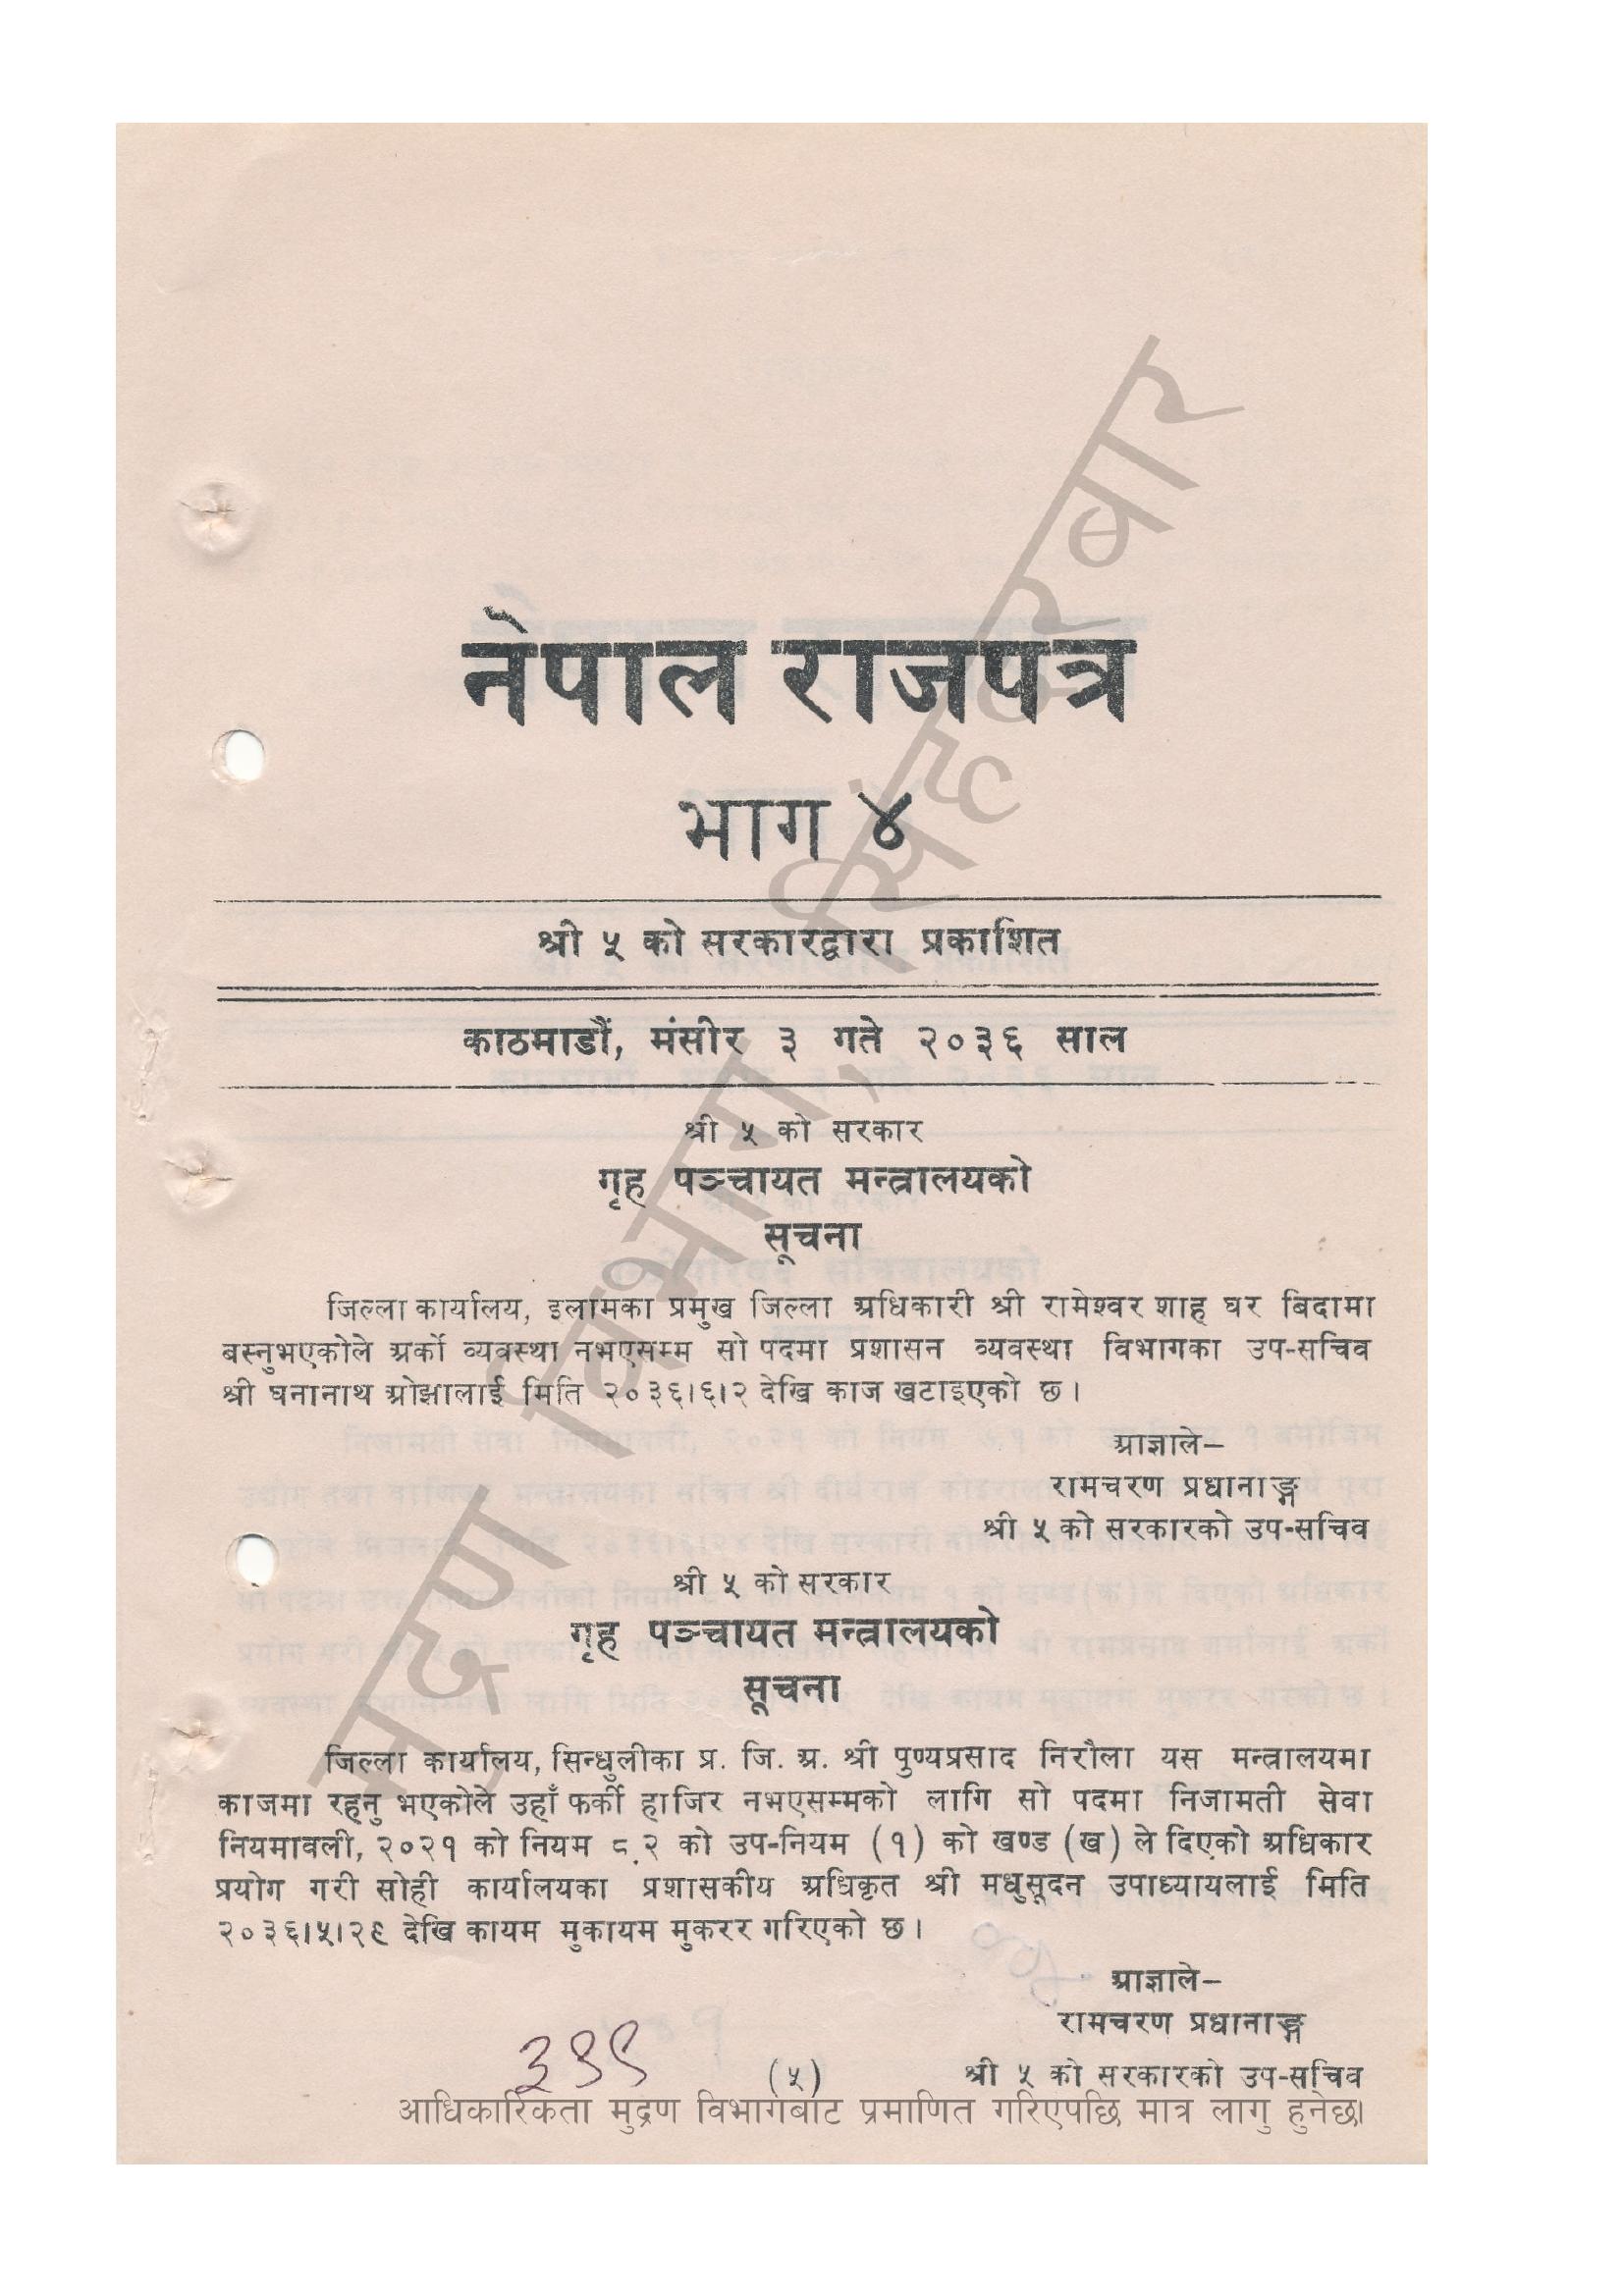 नेपाल राजपत्र
भाग ४
श्री ५ को सरकारद्वारा प्रकाशित
काठमाडौं, मंसीर ३ गते २०३६ साल
श्री ५ को सरकार
गृह पञ्चायत मन्त्रालयको
सूचना
जिल्ला कार्यालय, इलामका प्रमुख जिल्ला अधिकारी श्री रामेश्वर शाह घर बिदामा
बस्नुभएकोले अर्को व्यवस्था नभएसम्म सो पदमा प्रशासन व्यवस्था विभागका उप-सचिव
श्री घनानाथ ओझालाई मिति २०३६।६।२ देखि काज खटाइएको छ ।
आज्ञाले–
रामचरण प्रधानाङ्ग
श्री ५ को सरकारको उप-सचिव
श्री ५ को सरकार
गृह पञ्चायत मन्त्रालयको
सूचना
जिल्ला कार्यालय, सिन्धुलीका प्र. जि. अ. श्री पुण्यप्रसाद निरौला यस मन्त्रालयमा
काजमा रहनु भएकोले उहाँ फर्की हाजिर नभएसम्मको लागि सो पदमा निजामती सेवा
नियमावली, २०२१ को नियम ८.२ को उप-नियम (१) को खण्ड (ख) ले दिएको अधिकार
प्रयोग गरी सोही कार्यालयका प्रशासकीय अधिकृत श्री मधुसूदन उपाध्यायलाई मिति
२०३६।५।२९ देखि कायम मुकायम मुकरर गरिएको छ ।
आज्ञाले–
रामचरण प्रधानाङ्ग
श्री ५ को सरकारको उप-सचिव
(५)
आधिकारिकता मुद्रण विभागबाट प्रमाणित गरिएपछि मात्र लागु हुनेछ।
मुद्रण विभाग, सिंहदरबार